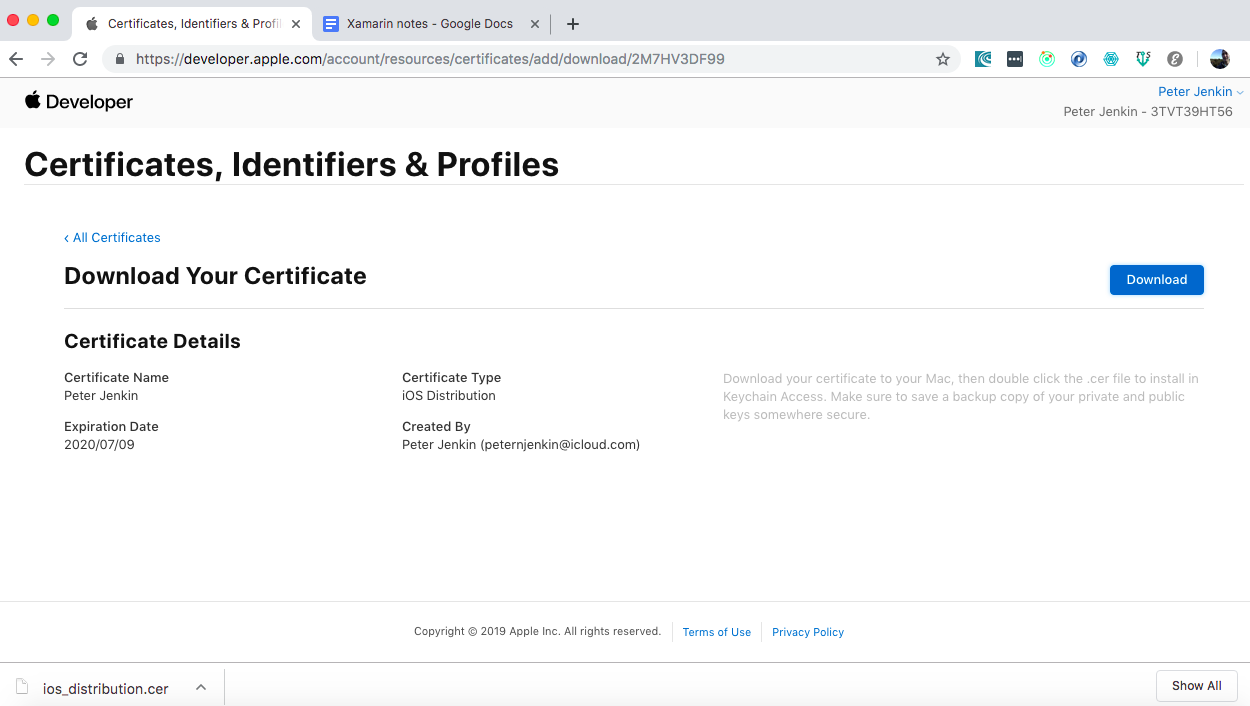 Certificates, Identifiers & Profil
Xamarin notes - Google Docs
https://developer.apple.com/account/resources/certificates/add/download/2M7HV3DF99
Developer
Peter Jenkin
Peter Jenkin - 3TVT39HT56
Certificates, Identifiers & Profiles
‹ All Certificates
Download Your Certificate
Download
Certificate Details
Certificate Name
Peter Jenkin
Certificate Type
iOS Distribution
Download your certificate to your Mac, then double click the .cer file to install in
Keychain Access. Make sure to save a backup copy of your private and public
keys somewhere secure.
Expiration Date
2020/07/09
Created By
Peter Jenkin (peternjenkin@icloud.com)
Copyright © 2019 Apple Inc. All rights reserved.
Terms of Use
Privacy Policy
ios_distribution.cer
Show All